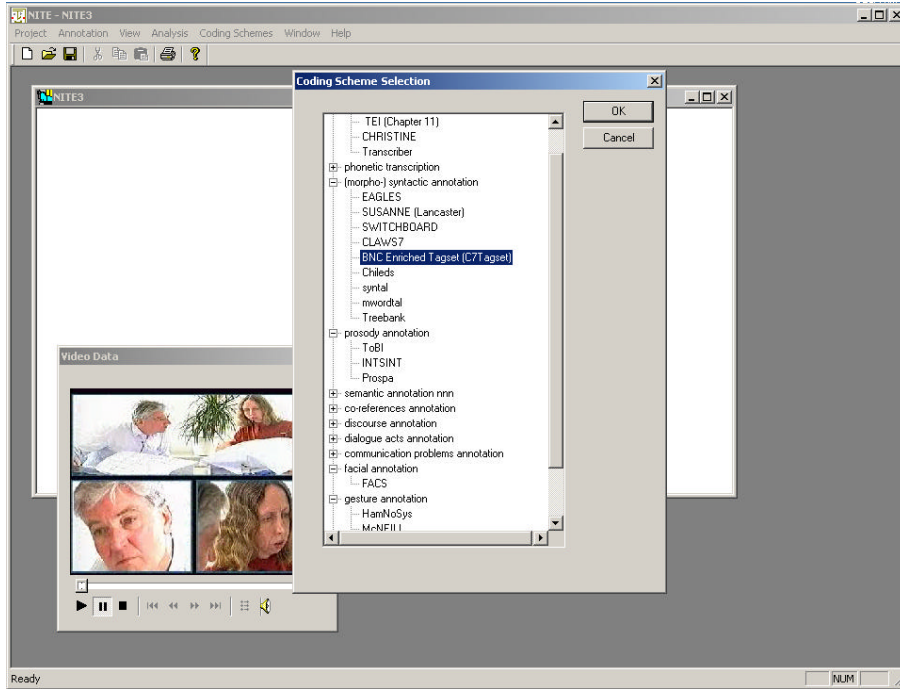 NITE - NITE3
Project Annotation View Analysis Coding Schemes Window Help
NITE3
Coding Scheme Selection
OK
Cancel
TEI (Chapter 11)
CHRISTINE
Transcriber
phonetic transcription
(morpho-) syntactic annotation
EAGLES
SUSANNE (Lancaster)
SWITCHBOARD
CLAWS7
BNC Enriched Tagset (C7Tagset)
Chileds
syntal
mwordtal
Treebank
prosody annotation
ToBI
INTSINT
Prospa
semantic annotation nnn
co-references annotation
discourse annotation
dialogue acts annotation
communication problems annotation
facial annotation
FACS
gesture annotation
HamNoSys
McNEILL
Video Data
Ready
NUM